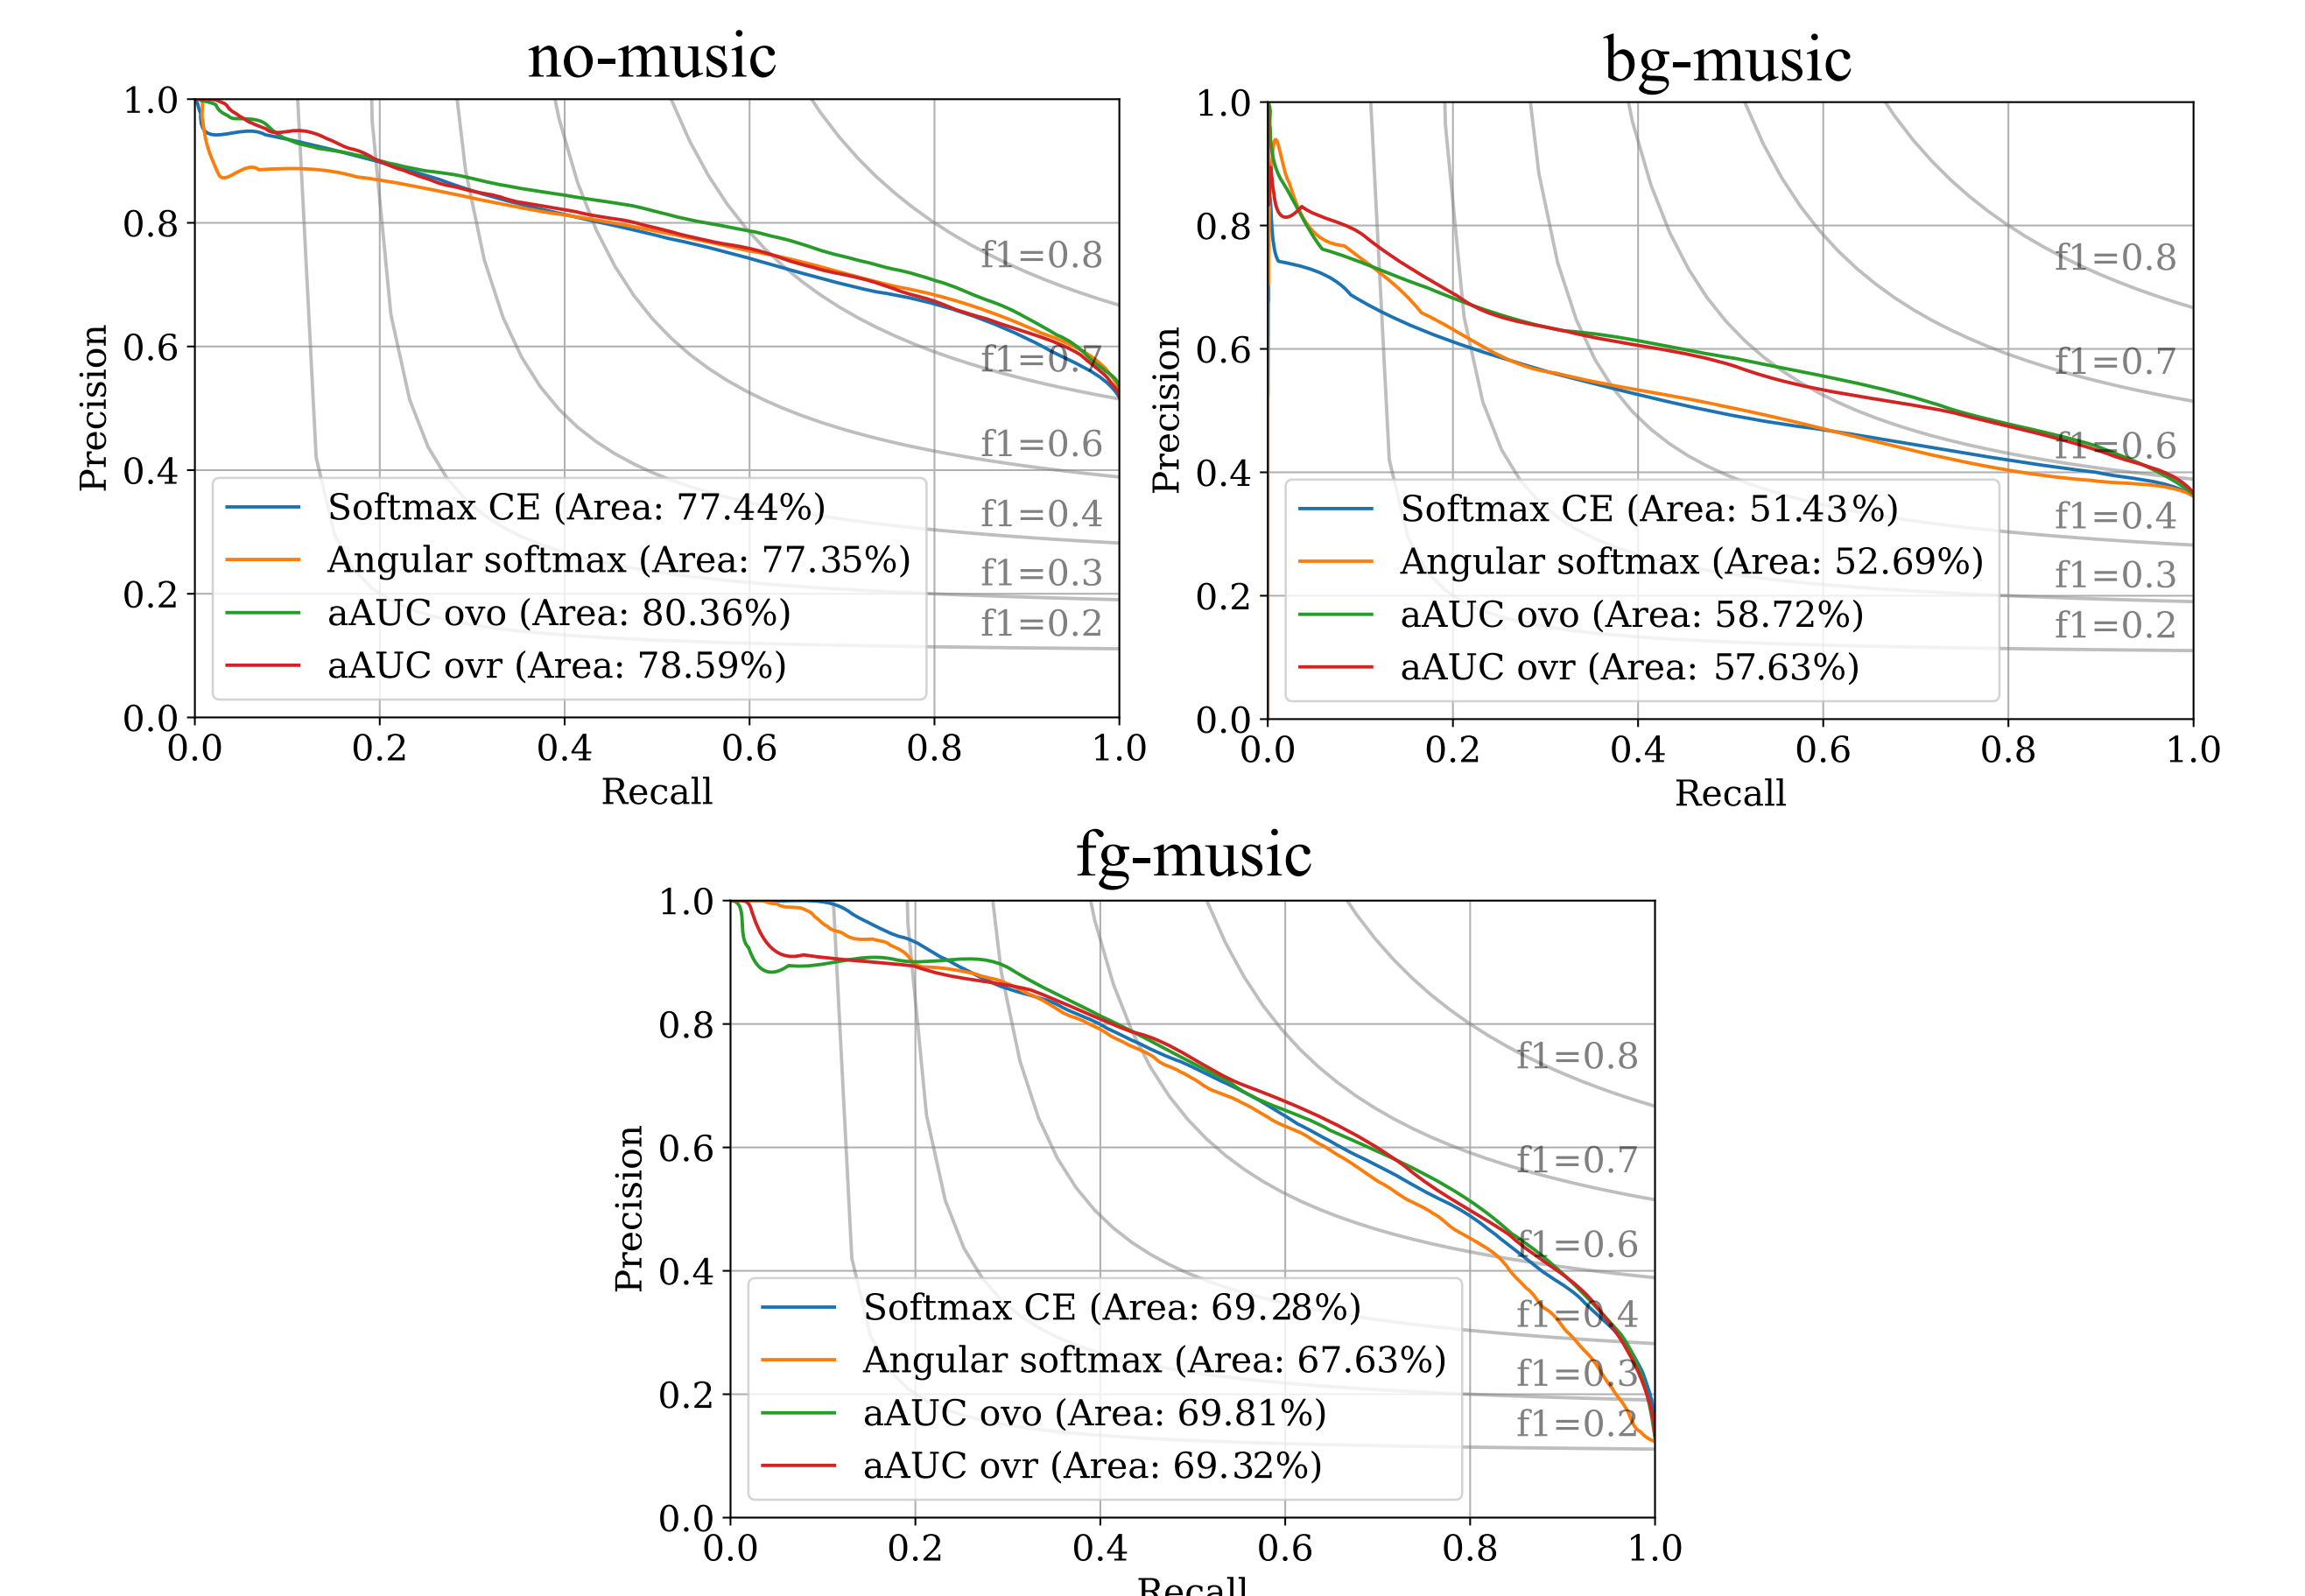 no-music
1.0
0.8
0.6
0.4
0.2
0.0
Precision
f1=0.8
f1=0.7
f1=0.6
f1=0.4
f1=0.3
f1=0.2
Softmax CE (Area: 77.44%)
Angular softmax (Area: 77.35%)
aAUC ovo (Area: 80.36%)
aAUC ovr (Area: 78.59%)
0.0 0.2 0.4 0.6 0.8 1.0
Recall
bg-music
1.0
0.8
0.6
0.4
0.2
0.0
Precision
f1=0.8
f1=0.7
f1=0.6
f1=0.4
f1=0.3
f1=0.2
Softmax CE (Area: 51.43%)
Angular softmax (Area: 52.69%)
aAUC ovo (Area: 58.72%)
aAUC ovr (Area: 57.63%)
0.0 0.2 0.4 0.6 0.8 1.0
Recall
fg-music
1.0
0.8
0.6
0.4
0.2
0.0
Precision
f1=0.8
f1=0.7
f1=0.6
f1=0.4
f1=0.3
f1=0.2
Softmax CE (Area: 69.28%)
Angular softmax (Area: 67.63%)
aAUC ovo (Area: 69.81%)
aAUC ovr (Area: 69.32%)
0.0 0.2 0.4 0.6 0.8 1.0
Recall